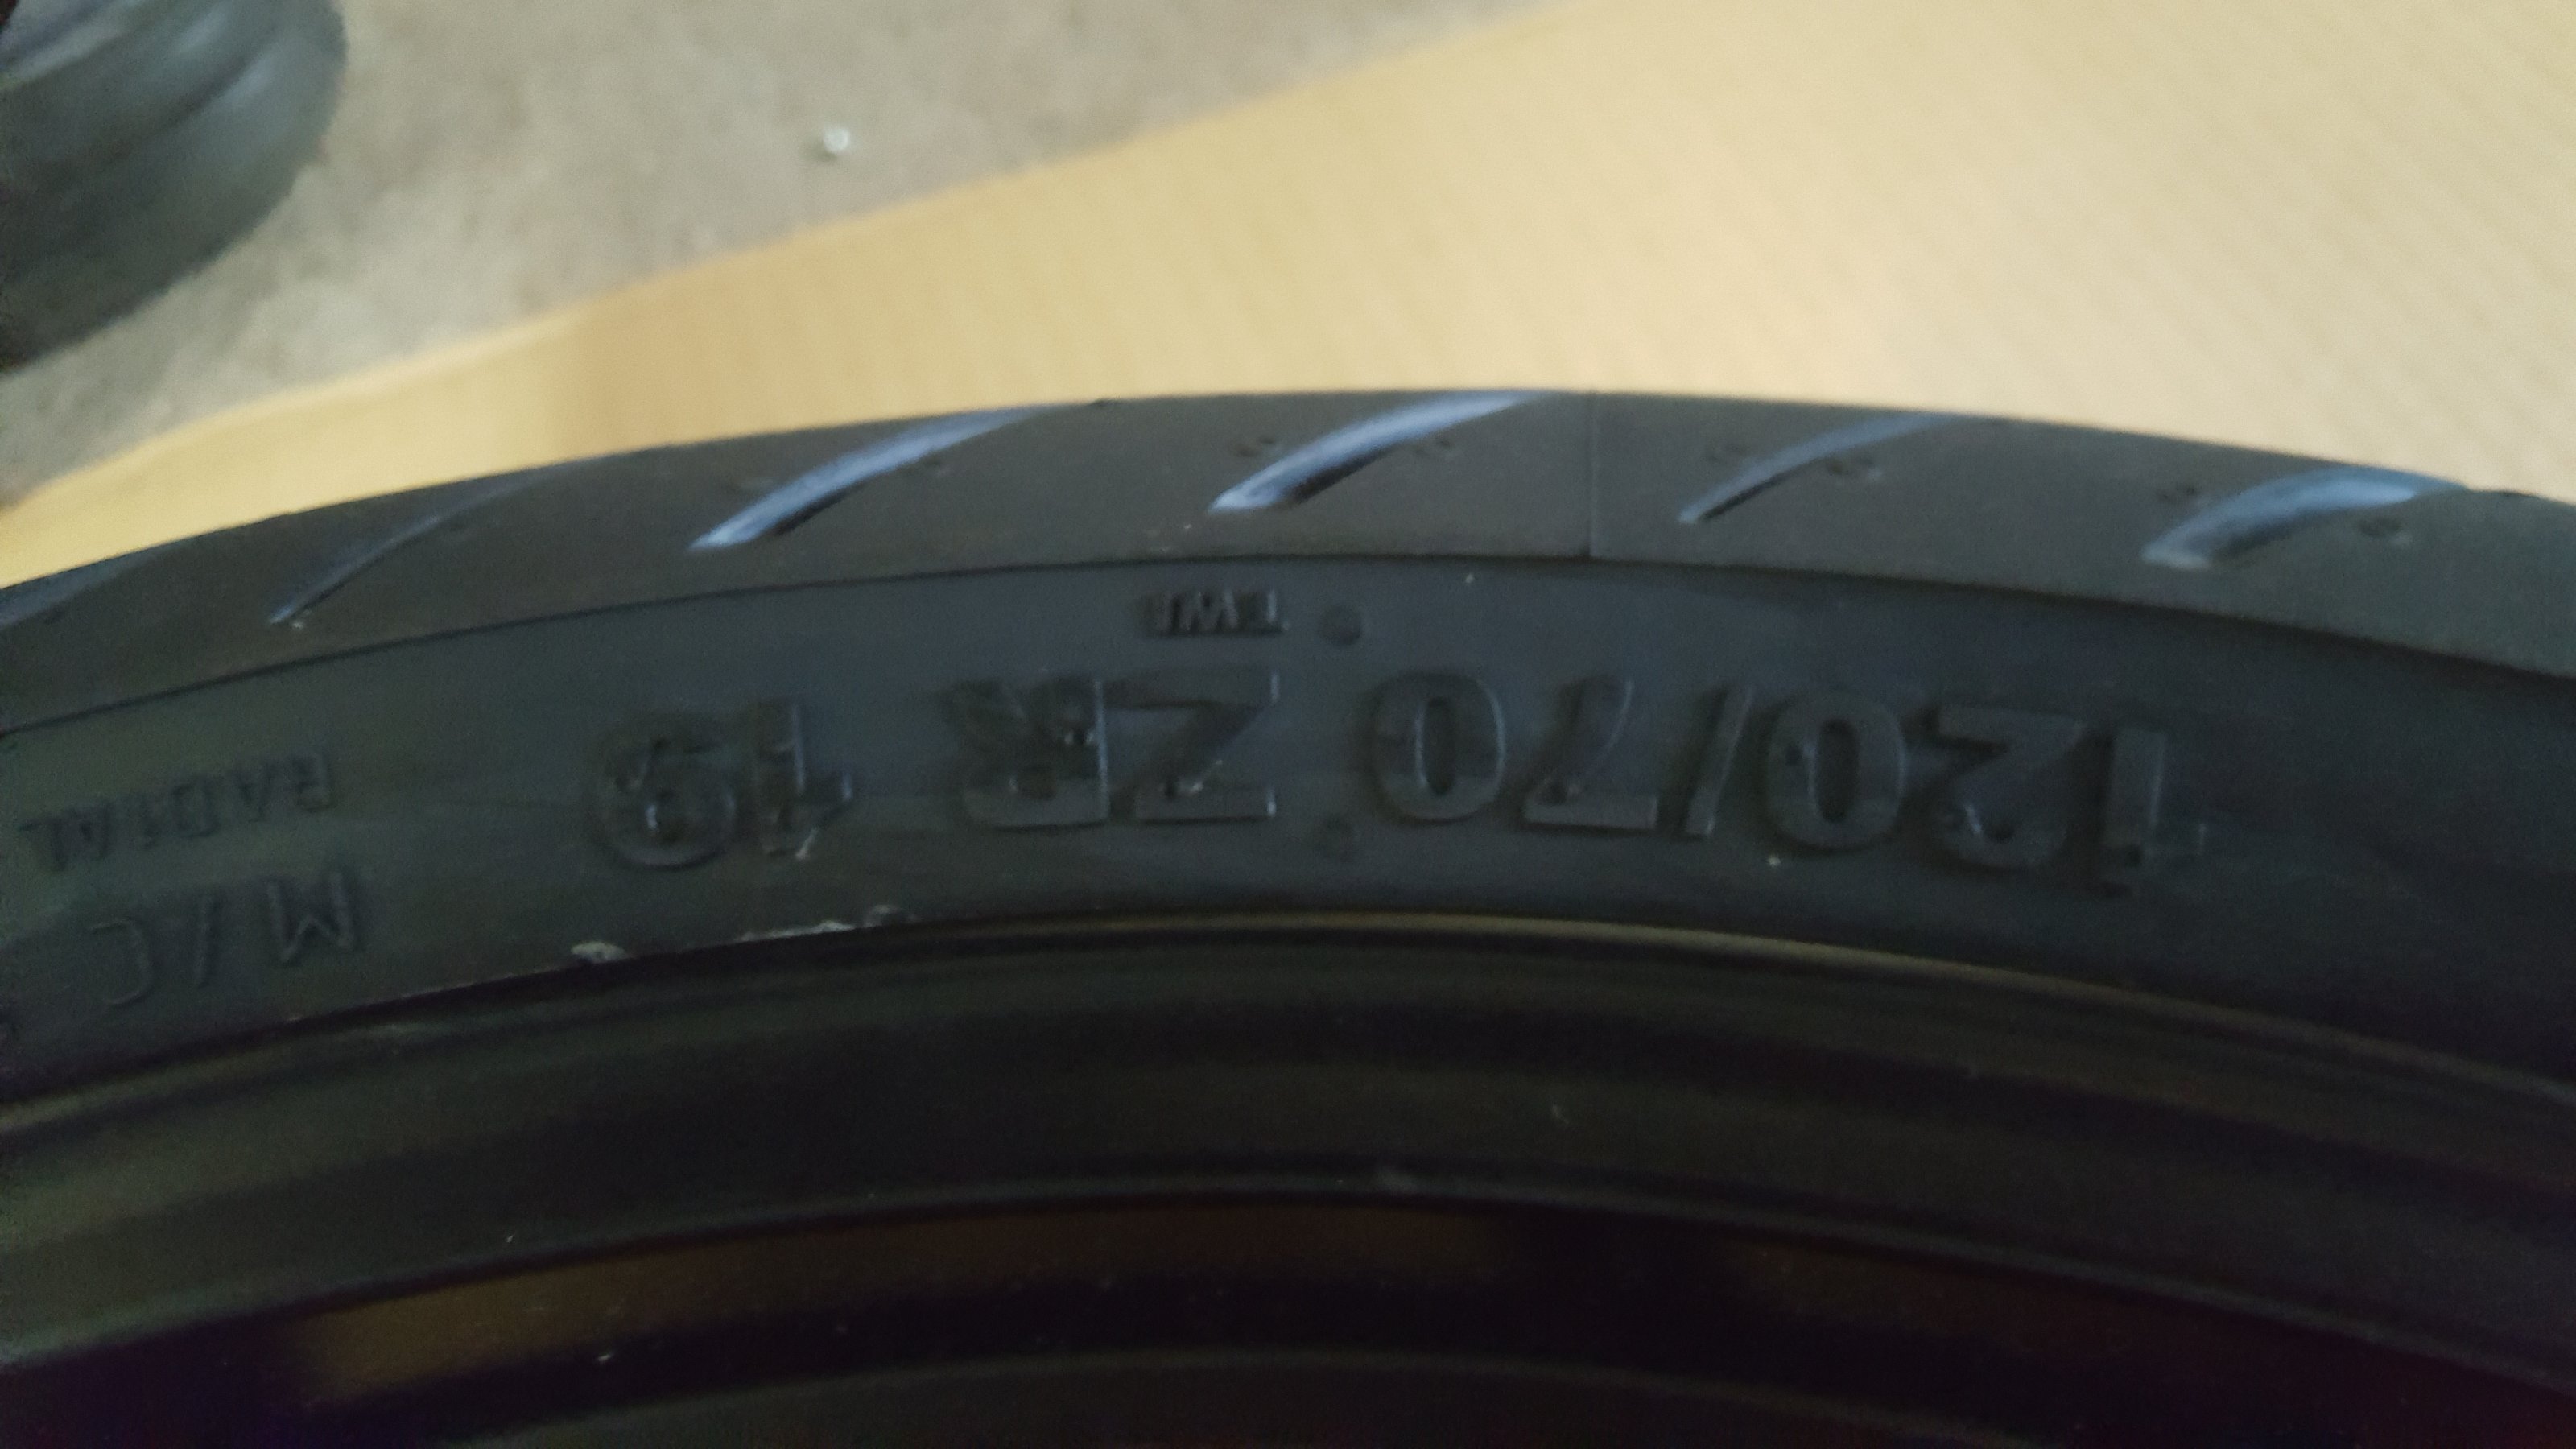 120/70 ZR 19
TWI
M/C
RADIAL